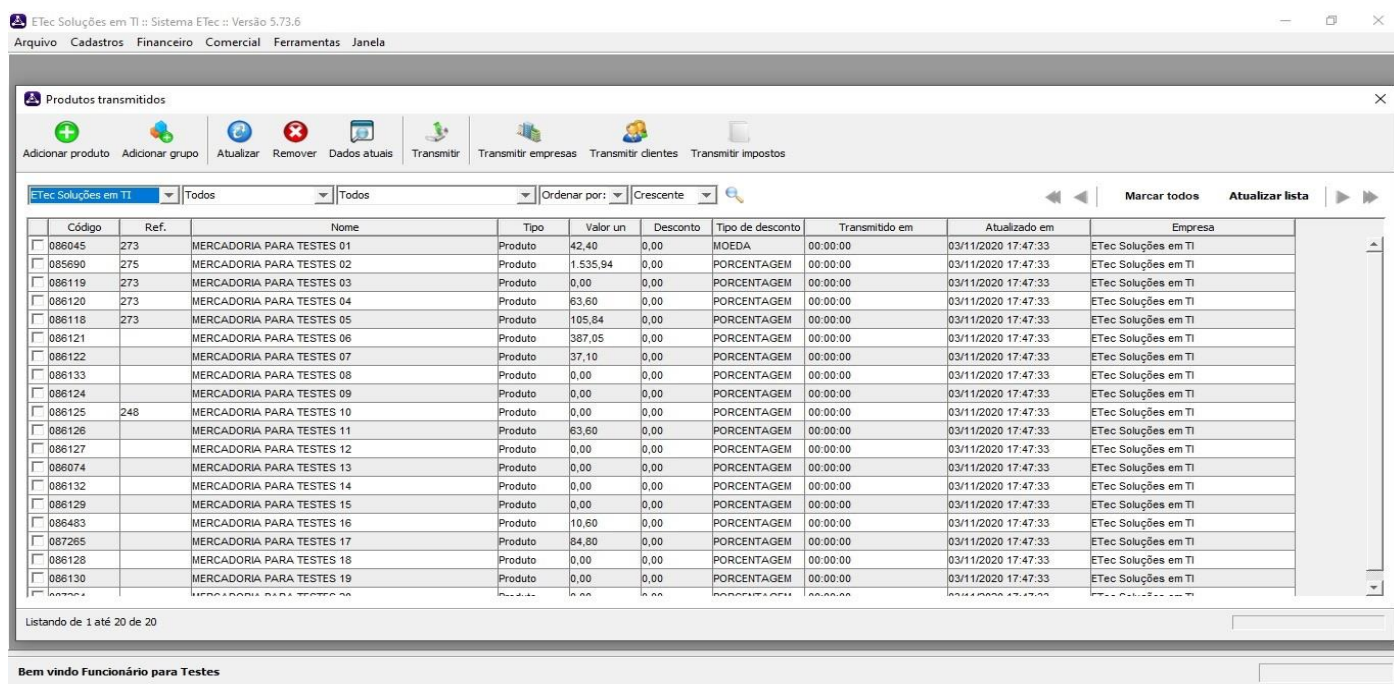 ETec Soluções em TI :: Sistema ETec :: Versão 5.73.6
Arquivo Cadastros Financeiro Comercial Ferramentas Janela
Produtos transmitidos
Adicionar produto Adicionar grupo Atualizar Remover Dados atuais Transmitir Transmitir empresas Transmitir clientes Transmitir impostos
ETec Soluções em TI Todos Todos Ordenar por: Crescente Marcar todos Atualizar lista
Código Ref. Nome Tipo Valor un Desconto Tipo de desconto Transmitido em Atualizado em Empresa
086045 273 MERCADORIA PARA TESTES 01 Produto 42,40 0,00 MOEDA 00:00:00 03/11/2020 17:47:33 ETec Soluções em TI
085690 275 MERCADORIA PARA TESTES 02 Produto 1.535,94 0,00 PORCENTAGEM 00:00:00 03/11/2020 17:47:33 ETec Soluções em TI
086119 273 MERCADORIA PARA TESTES 03 Produto 0,00 0,00 PORCENTAGEM 00:00:00 03/11/2020 17:47:33 ETec Soluções em TI
086120 273 MERCADORIA PARA TESTES 04 Produto 63,60 0,00 PORCENTAGEM 00:00:00 03/11/2020 17:47:33 ETec Soluções em TI
086118 273 MERCADORIA PARA TESTES 05 Produto 105,84 0,00 PORCENTAGEM 00:00:00 03/11/2020 17:47:33 ETec Soluções em TI
086121 MERCADORIA PARA TESTES 06 Produto 387,05 0,00 PORCENTAGEM 00:00:00 03/11/2020 17:47:33 ETec Soluções em TI
086122 MERCADORIA PARA TESTES 07 Produto 37,10 0,00 PORCENTAGEM 00:00:00 03/11/2020 17:47:33 ETec Soluções em TI
086133 MERCADORIA PARA TESTES 08 Produto 0,00 0,00 PORCENTAGEM 00:00:00 03/11/2020 17:47:33 ETec Soluções em TI
086124 MERCADORIA PARA TESTES 09 Produto 0,00 0,00 PORCENTAGEM 00:00:00 03/11/2020 17:47:33 ETec Soluções em TI
086125 248 MERCADORIA PARA TESTES 10 Produto 0,00 0,00 PORCENTAGEM 00:00:00 03/11/2020 17:47:33 ETec Soluções em TI
086126 MERCADORIA PARA TESTES 11 Produto 63,60 0,00 PORCENTAGEM 00:00:00 03/11/2020 17:47:33 ETec Soluções em TI
086127 MERCADORIA PARA TESTES 12 Produto 0,00 0,00 PORCENTAGEM 00:00:00 03/11/2020 17:47:33 ETec Soluções em TI
086074 MERCADORIA PARA TESTES 13 Produto 0,00 0,00 PORCENTAGEM 00:00:00 03/11/2020 17:47:33 ETec Soluções em TI
086132 MERCADORIA PARA TESTES 14 Produto 0,00 0,00 PORCENTAGEM 00:00:00 03/11/2020 17:47:33 ETec Soluções em TI
086129 MERCADORIA PARA TESTES 15 Produto 0,00 0,00 PORCENTAGEM 00:00:00 03/11/2020 17:47:33 ETec Soluções em TI
086483 MERCADORIA PARA TESTES 16 Produto 10,60 0,00 PORCENTAGEM 00:00:00 03/11/2020 17:47:33 ETec Soluções em TI
087265 MERCADORIA PARA TESTES 17 Produto 84,80 0,00 PORCENTAGEM 00:00:00 03/11/2020 17:47:33 ETec Soluções em TI
086128 MERCADORIA PARA TESTES 18 Produto 0,00 0,00 PORCENTAGEM 00:00:00 03/11/2020 17:47:33 ETec Soluções em TI
086130 MERCADORIA PARA TESTES 19 Produto 0,00 0,00 PORCENTAGEM 00:00:00 03/11/2020 17:47:33 ETec Soluções em TI
Listando de 1 até 20 de 20
Bem vindo Funcionário para Testes